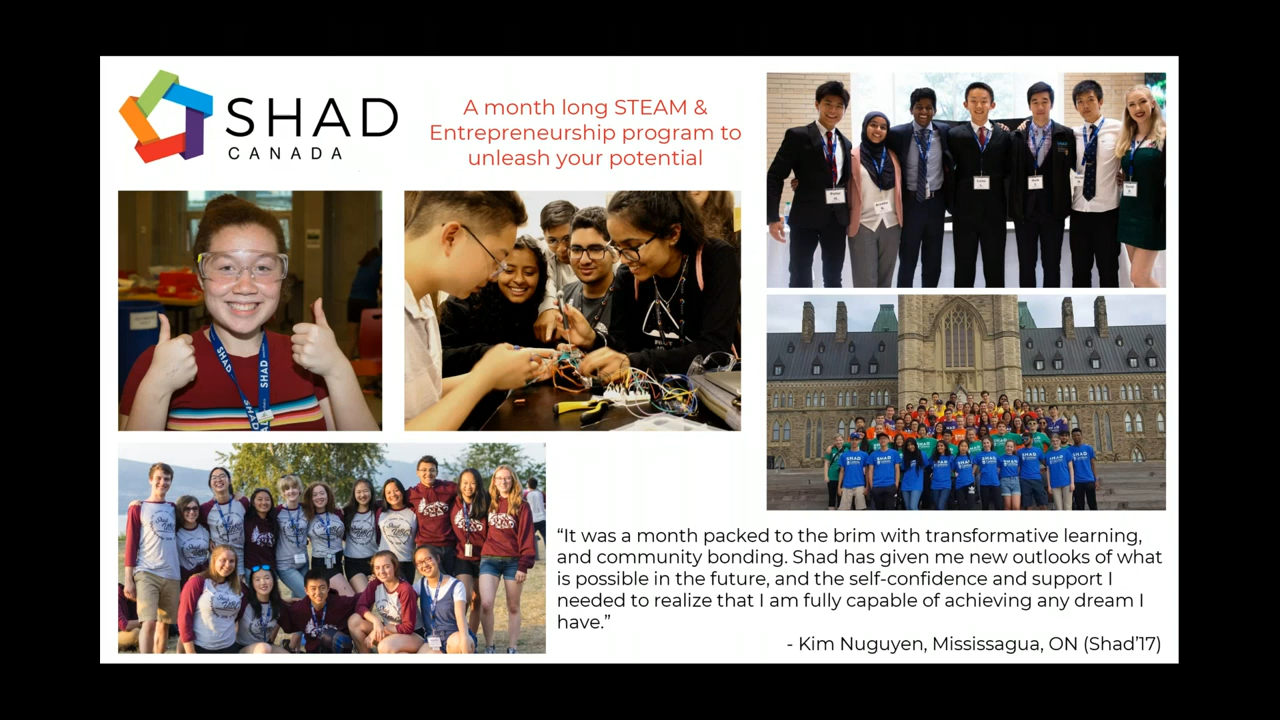 SHAD
CANADA
A month long STEAM &
Entrepreneurship program to
unleash your potential
SHAD
SHAD
“It was a month packed to the brim with transformative learning,
and community bonding. Shad has given me new outlooks of what
is possible in the future, and the self-confidence and support I
needed to realize that I am fully capable of achieving any dream I
have.”
- Kim Nuguyen, Mississagua, ON (Shad’17)